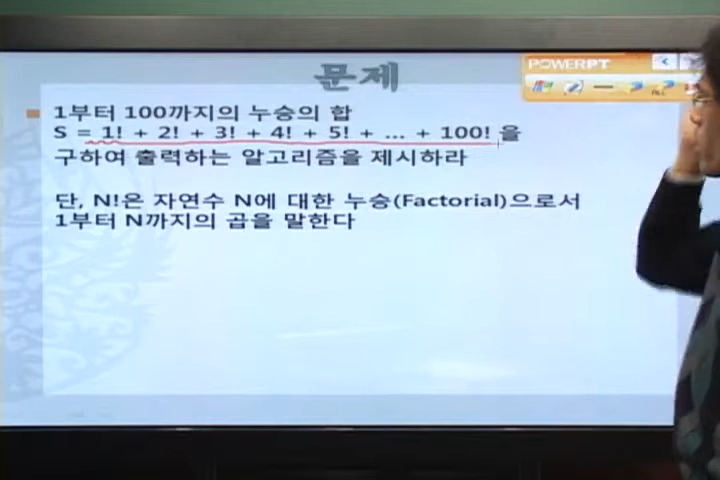 문제
POWERPT
1부터 100까지의 누승의 합
S = 1! + 2! + 3! + 4! + 5! + ... + 100! 을
구하여 출력하는 알고리즘을 제시하라
단, N!은 자연수 N에 대한 누승(Factorial)으로서
1부터 N까지의 곱을 말한다